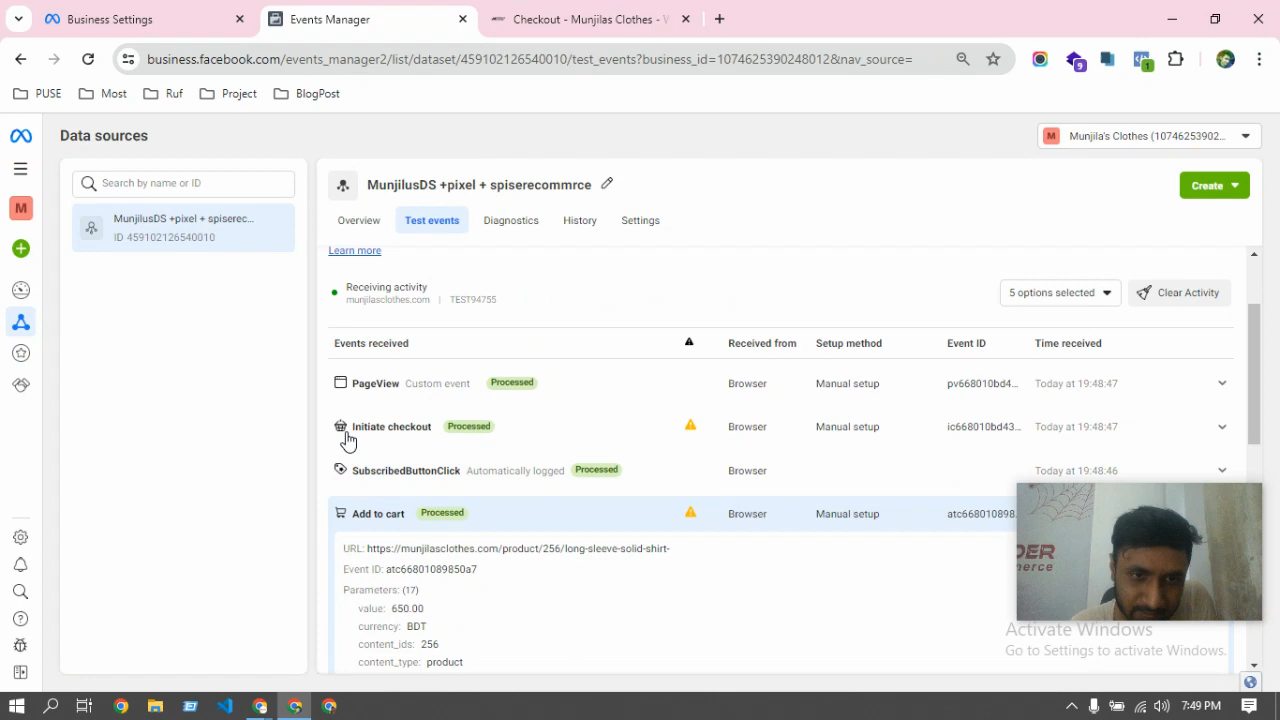 Business Settings
Events Manager
Checkout - Munjilas Clothes - W
business.facebook.com/events_manager2/list/dataset/459102126540010/test_events?business_id=1074625390248012&nav_source=
9
1
PUSE
Most
Ruf
Project
BlogPost
Data sources
M
Munjila's Clothes (10746253902...
Search by name or ID
MunjilusDS +pixel + spiserec...
ID 459102126540010
M
MunjilusDS +pixel + spiserecommrce
Create
Overview
Test events
Diagnostics
History
Settings
Learn more
Receiving activity
munjilasclothes.com | TEST94755
5 options selected
Clear Activity
Events received
Received from
Setup method
Event ID
Time received
PageView Custom event Processed
Browser
Manual setup
pv668010bd4...
Today at 19:48:47
Initiate checkout Processed
Browser
Manual setup
ic668010bd43...
Today at 19:48:47
SubscribedButtonClick Automatically logged Processed
Browser
Today at 19:48:46
Add to cart Processed
Browser
Manual setup
atc668010898.
URL: https://munjilasclothes.com/product/256/long-sleeve-solid-shirt-
Event ID: atc66801089850a7
Parameters: (17)
value: 650.00
currency: BDT
content_ids: 256
content_type: product
DER
merce
Activate Windows
Go to Settings to activate Windows.
7:49 PM